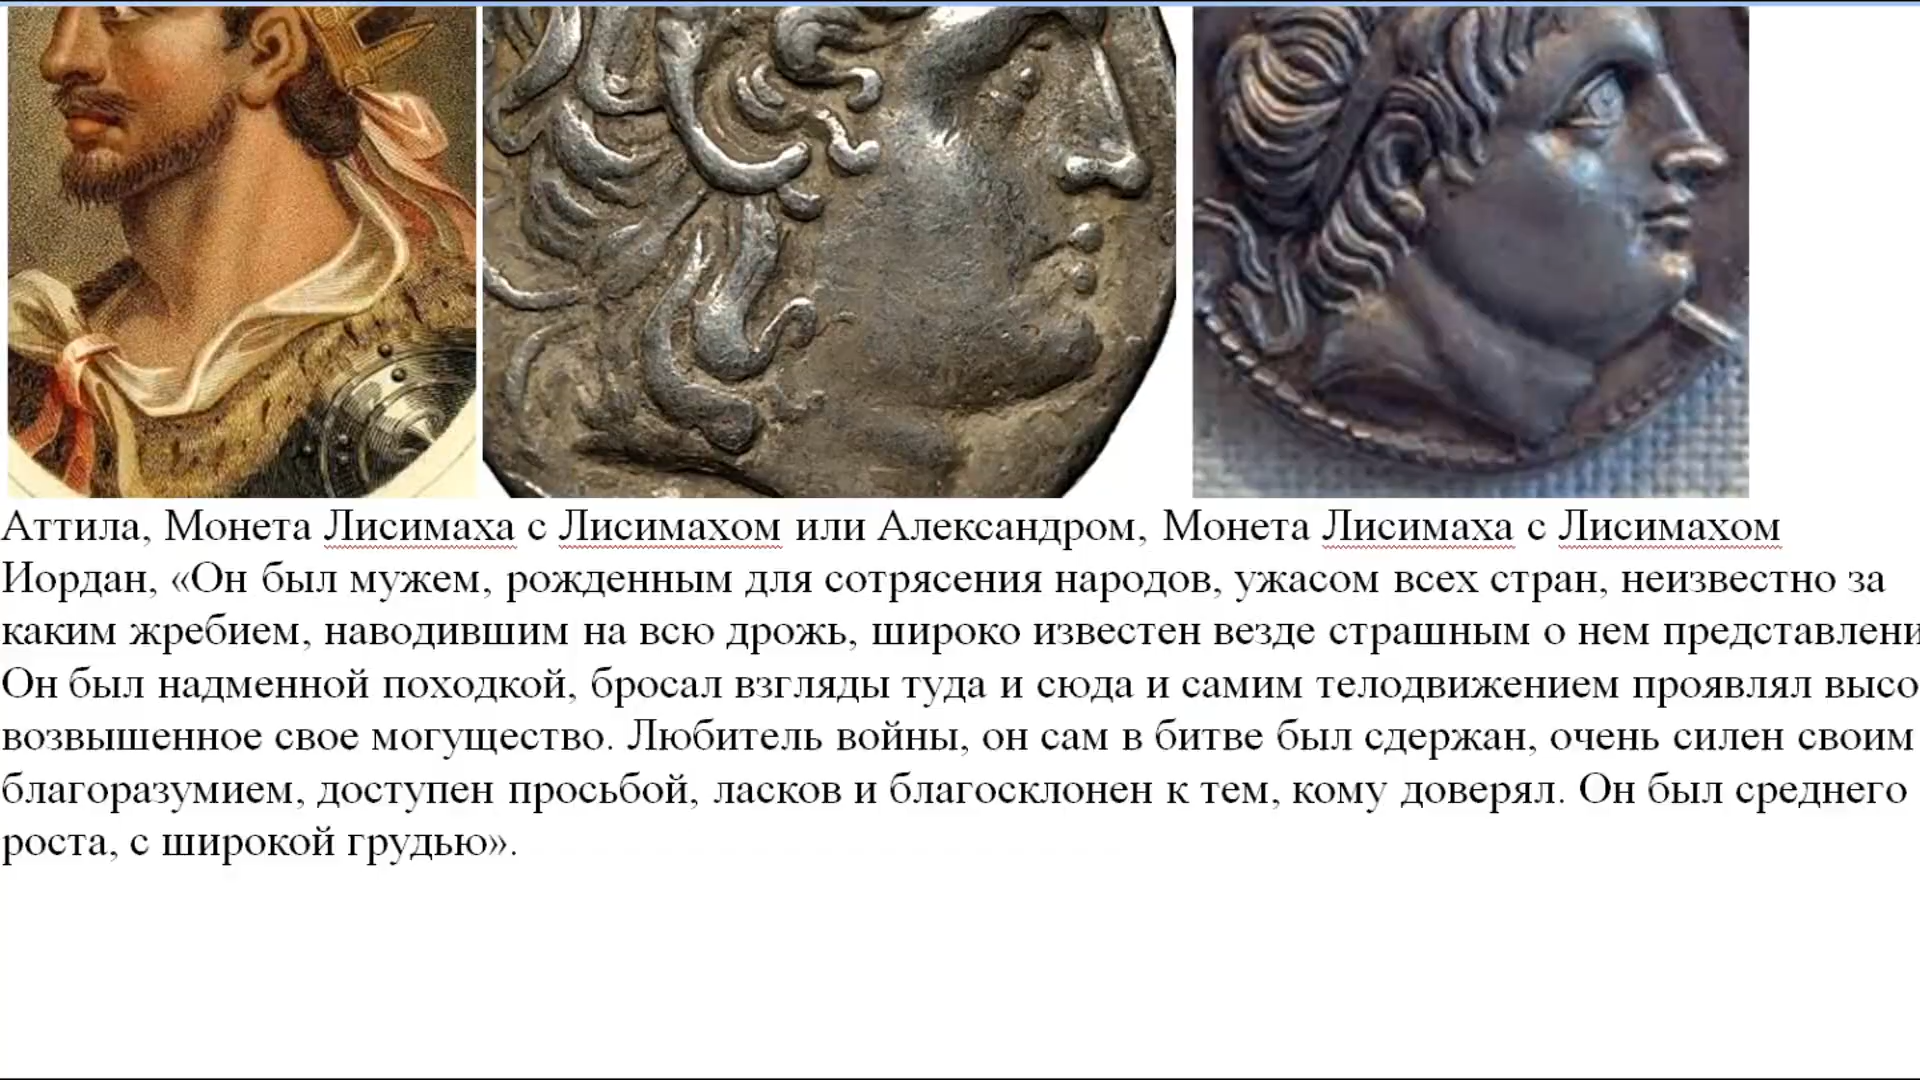 Аттила, Монета Лисимаха с Лисимахом или Александром, Монета Лисимаха с Лисимахом
Иордан, «Он был мужем, рожденным для сотрясения народов, ужасом всех стран, неизвестно за
каким жребием, наводившим на всю дрожь, широко известен везде страшным о нем представлени
Он был надменной походкой, бросал взгляды туда и сюда и самим телодвижением проявлял высо
возвышенное свое могущество. Любитель войны, он сам в битве был сдержан, очень силен своим
благоразумием, доступен просьбой, ласков и благосклонен к тем, кому доверял. Он был среднего
роста, с широкой грудью».